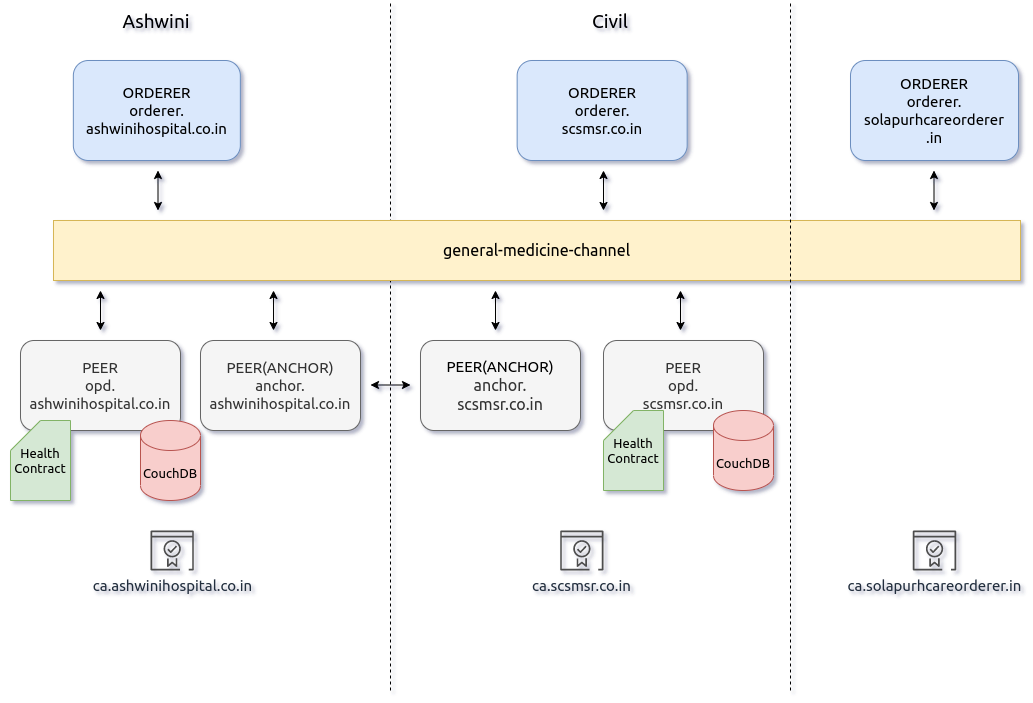 Ashwini
Civil
ORDERER
orderer.
ashwinihospital.co.in
ORDERER
orderer.
scsmsr.co.in
ORDERER
orderer.
solapurhcareorderer
.in
general-medicine-channel
PEER
opd.
ashwinihospital.co.in
PEER(ANCHOR)
anchor.
ashwinihospital.co.in
PEER(ANCHOR)
anchor.
scsmsr.co.in
PEER
opd.
scsmsr.co.in
Health
Contract
CouchDB
Health
Contract
CouchDB
ca.ashwinihospital.co.in
ca.scsmsr.co.in
ca.solapurhcareorderer.in